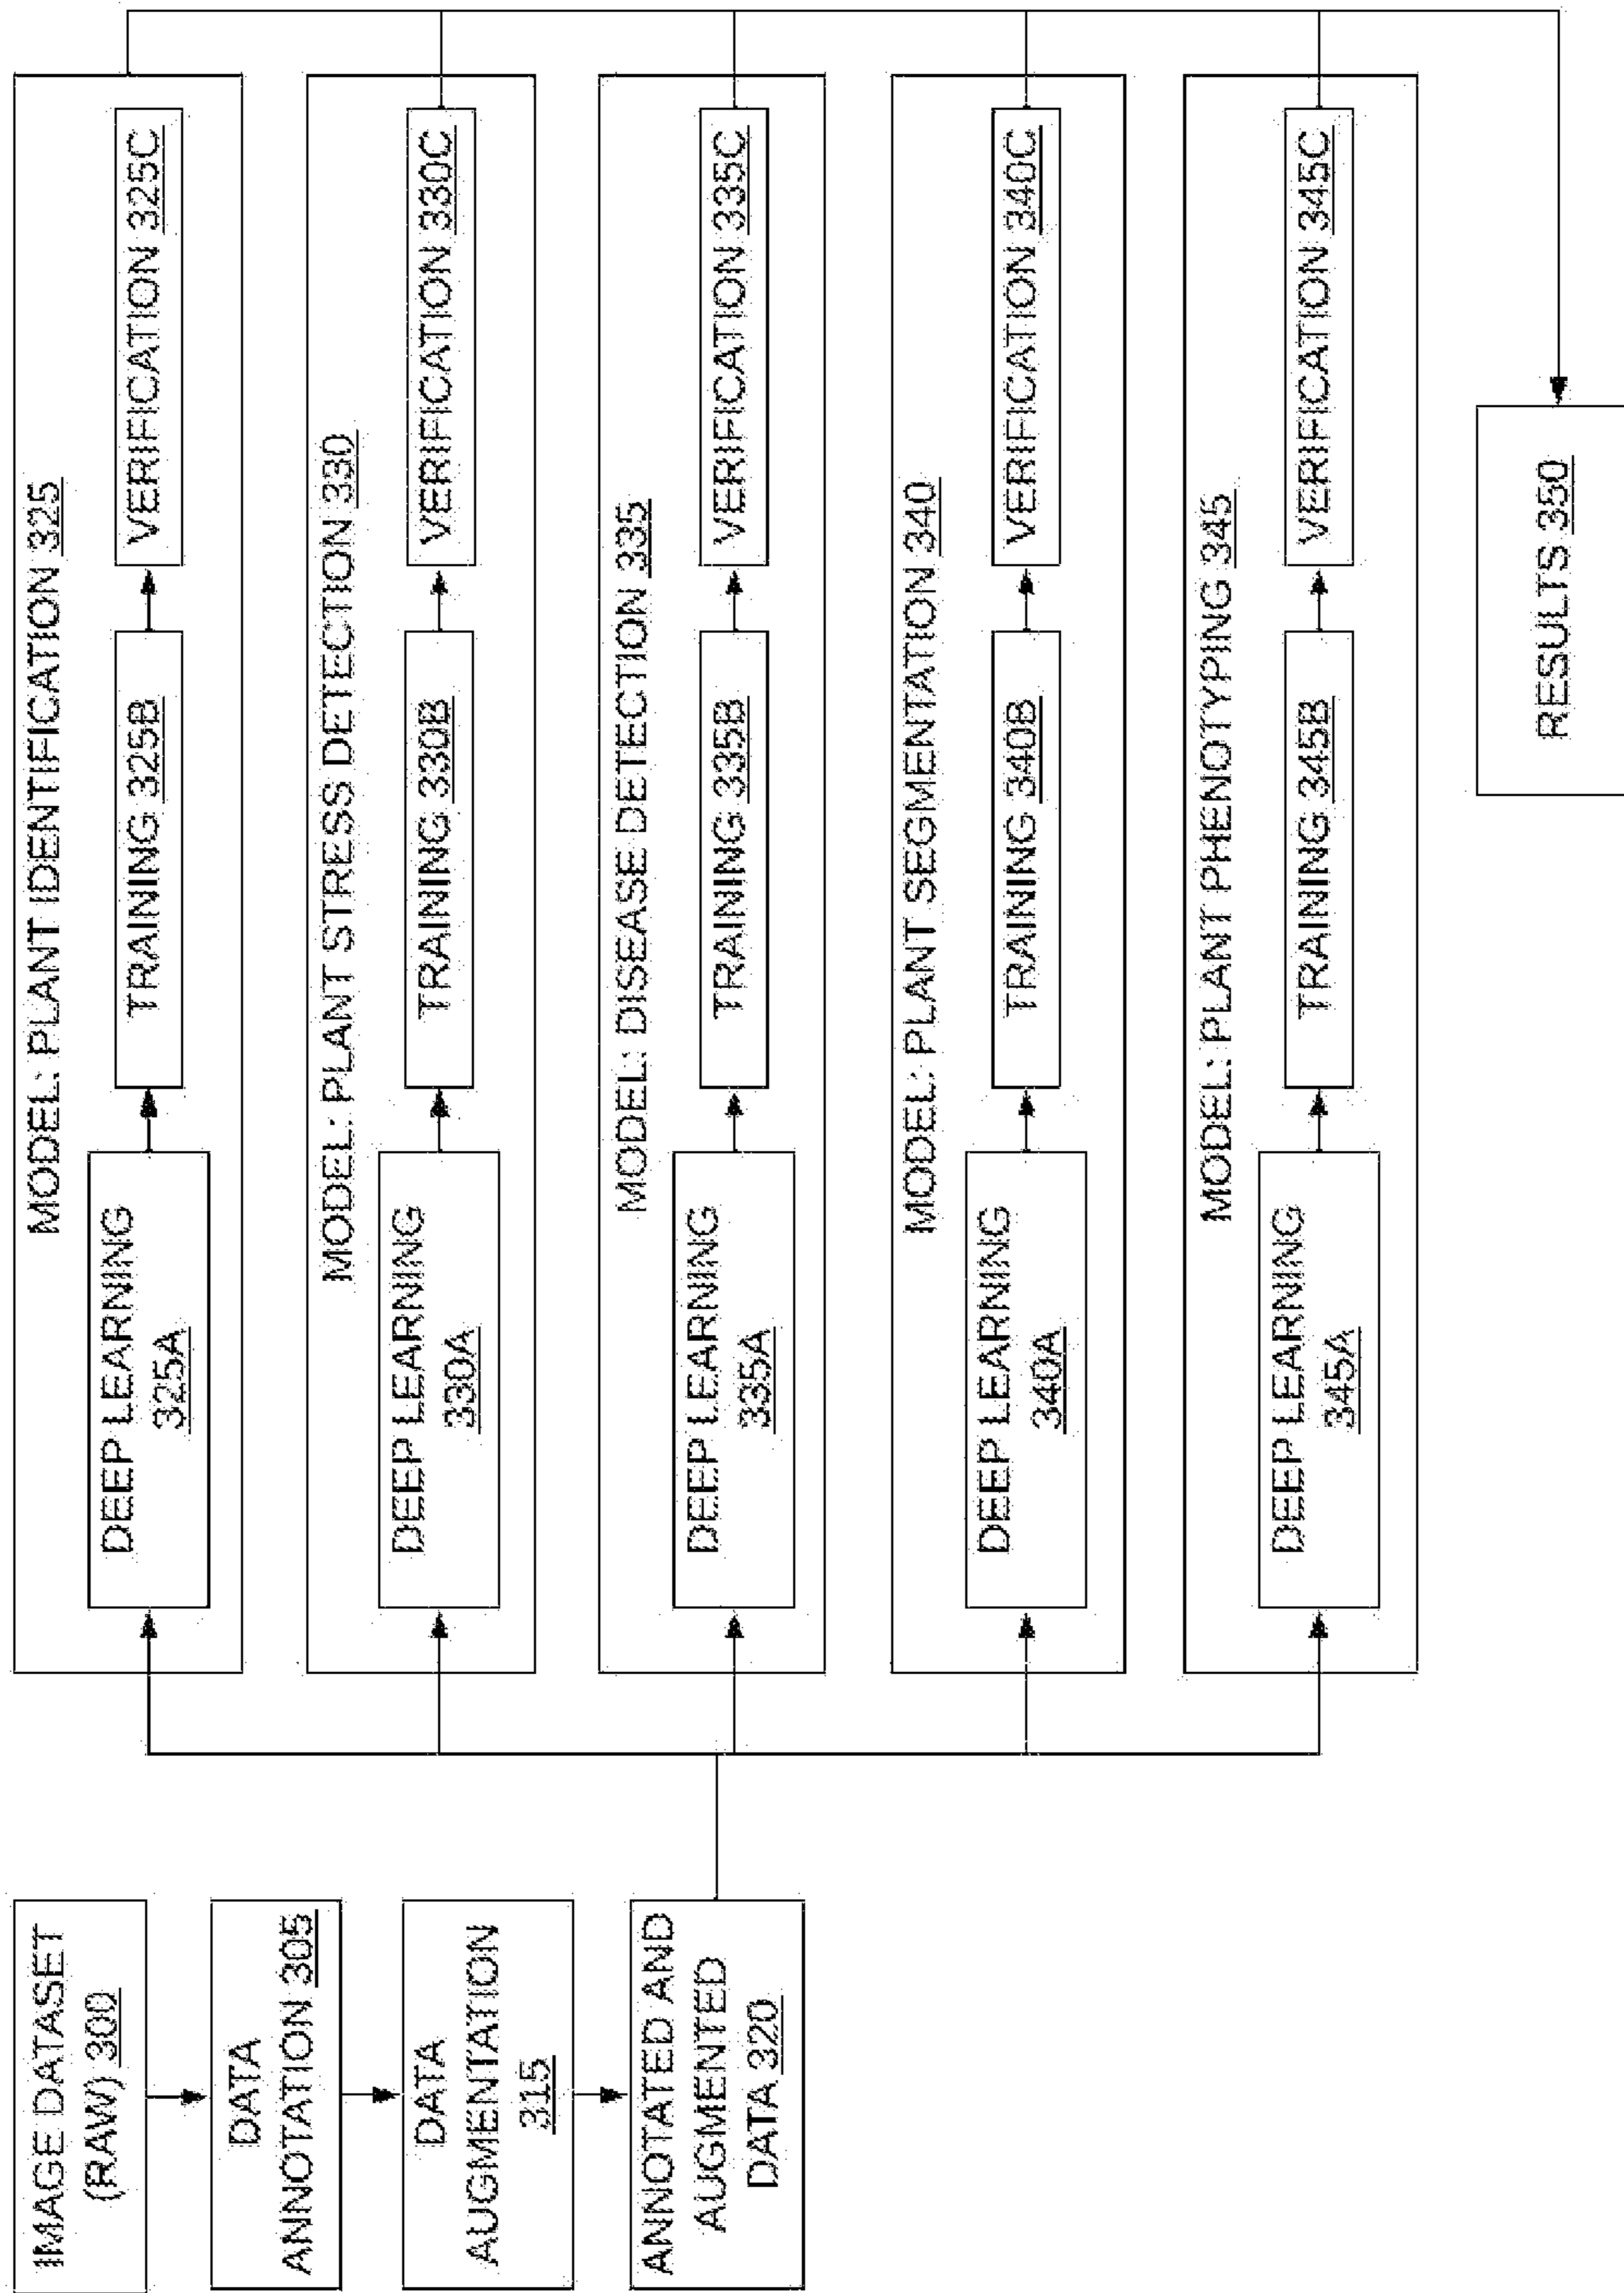 IMAGE DATASET
(RAW) 300
DATA
ANNOTATION 305
DATA
AUGMENTATION
315
ANNOTATED AND
AUGMENTED
DATA 320
MODEL: PLANT IDENTIFICATION 325
DEEP LEARNING
325A
TRAINING 325B
VERIFICATION 325C
MODEL: PLANT STRESS DETECTION 330
DEEP LEARNING
330A
TRAINING 330B
VERIFICATION 330C
MODEL: DISEASE DETECTION 335
DEEP LEARNING
335A
TRAINING 335B
VERIFICATION 335C
MODEL: PLANT SEGMENTATION 340
DEEP LEARNING
340A
TRAINING 340B
VERIFICATION 340C
MODEL: PLANT PHENOTYPING 345
DEEP LEARNING
345A
TRAINING 345B
VERIFICATION 345C
RESULTS 350